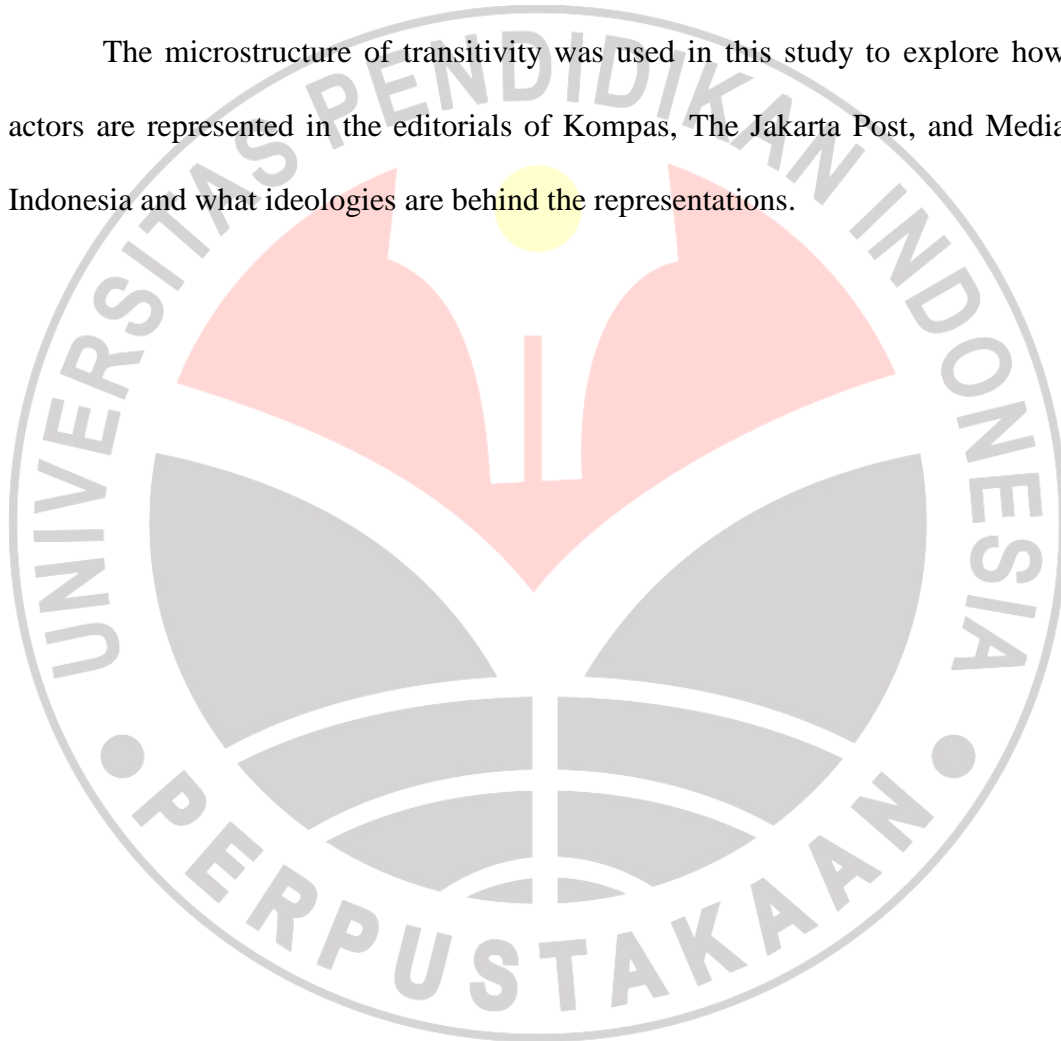 The microstructure of transitivity was used in this study to explore how
actors are represented in the editorials of Kompas, The Jakarta Post, and Media
Indonesia and what ideologies are behind the representations.
UNIVERSITAS PENDIDIKAN INDONESIA
PERPUSTAKAAN